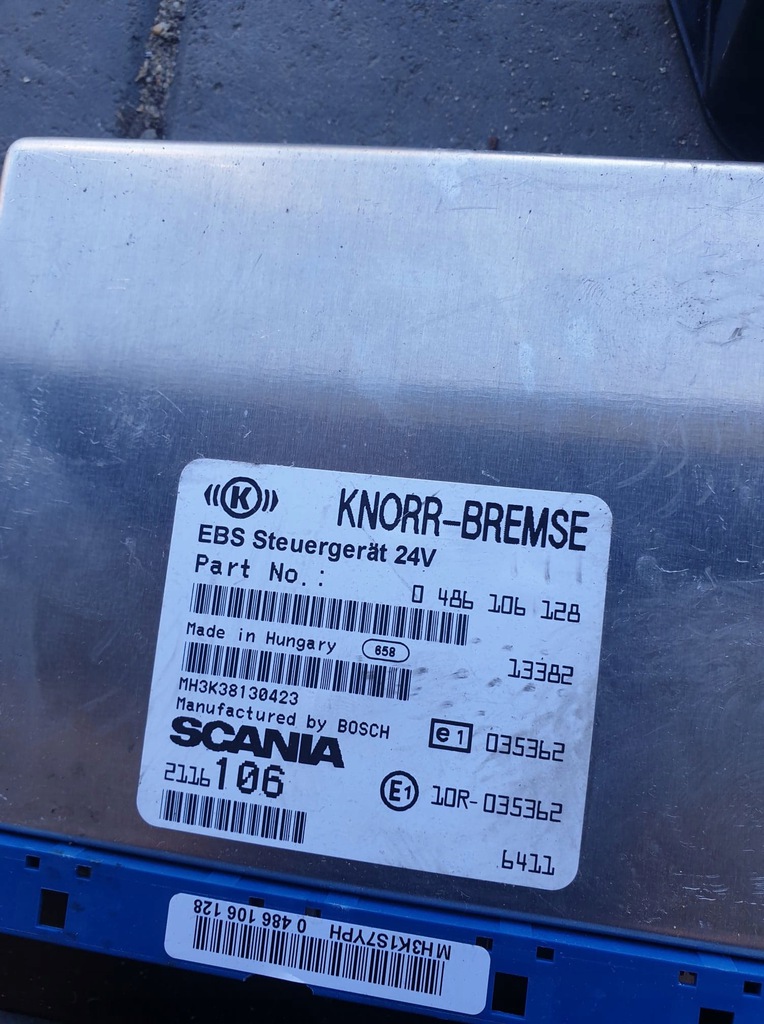 K
KNORR-BREMSE
EBS Steuergerät 24V
Part No.:
0 486 106 128
Made in Hungary 658
13382
MH3K38130423
Manufactured by BOSCH
e1 035362
SCANIA
2116106
E1 10R-035362
6411
0 486 106 128
MH3K1S7YPH